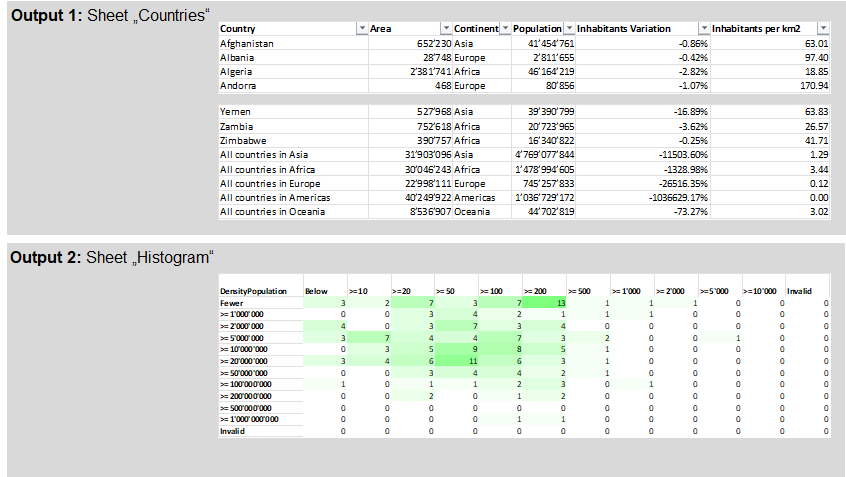 Output 1: Sheet „Countries“
Country Area Continent Population Inhabitants Variation Inhabitants per km2
Afghanistan 652'230 Asia 41'454'761 -0.86% 63.01
Albania 28'748 Europe 2'811'655 -0.42% 97.40
Algeria 2'381'741 Africa 46'164'219 -2.82% 18.85
Andorra 468 Europe 80'856 -1.07% 170.94
Yemen 527'968 Asia 39'390'799 -16.89% 63.83
Zambia 752'618 Africa 20'723'965 -3.62% 26.57
Zimbabwe 390'757 Africa 16'340'822 -0.25% 41.71
All countries in Asia 31'903'096 Asia 4'769'077'844 -11503.60% 1.29
All countries in Africa 30'046'243 Africa 1'478'994'605 -1328.98% 3.44
All countries in Europe 22'998'111 Europe 745'257'833 -26516.35% 0.12
All countries in Americas 40'249'922 Americas 1'036'729'172 -1036629.17% 0.00
All countries in Oceania 8'536'907 Oceania 44'702'819 -73.27% 3.02
Output 2: Sheet „Histogram“
DensityPopulation Below >=10 >=20 >= 50 >= 100 >= 200 >= 500 >= 1'000 >= 2'000 >=5'000 >=10'000 Invalid
Fewer 3 2 7 3 7 13 1 1 1 0 0 0
>= 1'000'000 0 0 3 4 2 1 1 1 0 0 0 0
>= 2'000'000 4 0 3 7 3 4 0 0 0 0 0 0
>= 5'000'000 3 7 4 4 7 3 2 0 0 1 0 0
>= 10'000'000 0 3 5 9 8 5 1 0 0 0 0 0
>= 20'000'000 3 4 6 11 6 3 1 0 0 0 0 0
>= 50'000'000 0 0 3 4 4 2 1 0 0 0 0 0
>= 100'000'000 1 0 1 1 2 3 0 1 0 0 0 0
>= 200'000'000 0 0 2 0 1 2 0 0 0 0 0 0
>= 500'000'000 0 0 0 0 0 0 0 0 0 0 0 0
>= 1'000'000'000 0 0 0 0 1 1 0 0 0 0 0 0
Invalid 0 0 0 0 0 0 0 0 0 0 0 0